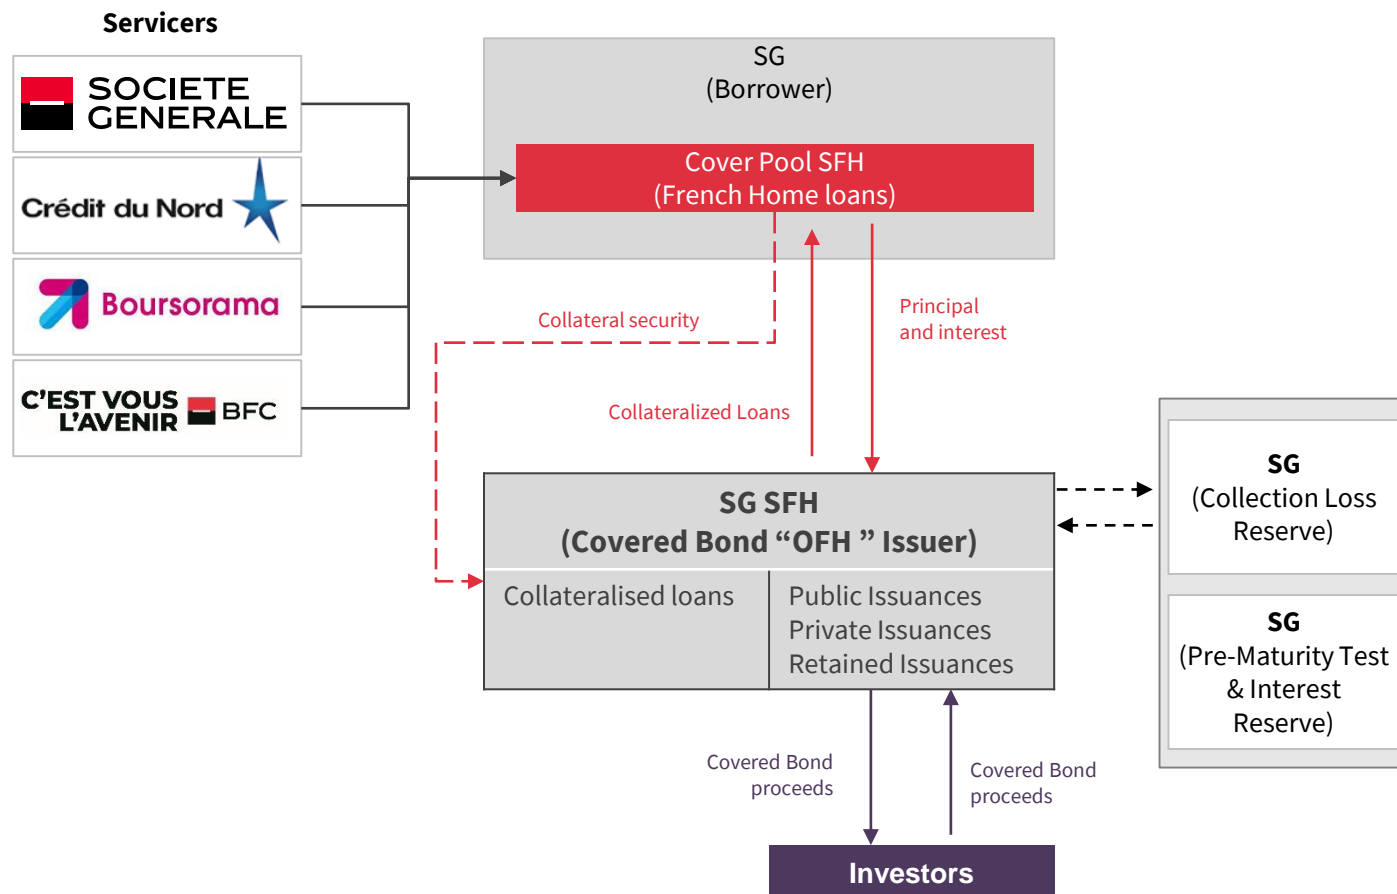 Servicers
SOCIETE
GENERALE
Crédit du Nord
Boursorama
C'EST VOUS
L'AVENIR
BFC
SG
(Borrower)
Cover Pool SFH
(French Home loans)
Collateral security
Principal
and interest
Collateralized Loans
SG SFH
(Covered Bond “OFH ” Issuer)
Collateralised loans
Public Issuances
Private Issuances
Retained Issuances
SG
(Collection Loss
Reserve)
SG
(Pre-Maturity Test
& Interest
Reserve)
Covered Bond
proceeds
Covered Bond
proceeds
Investors